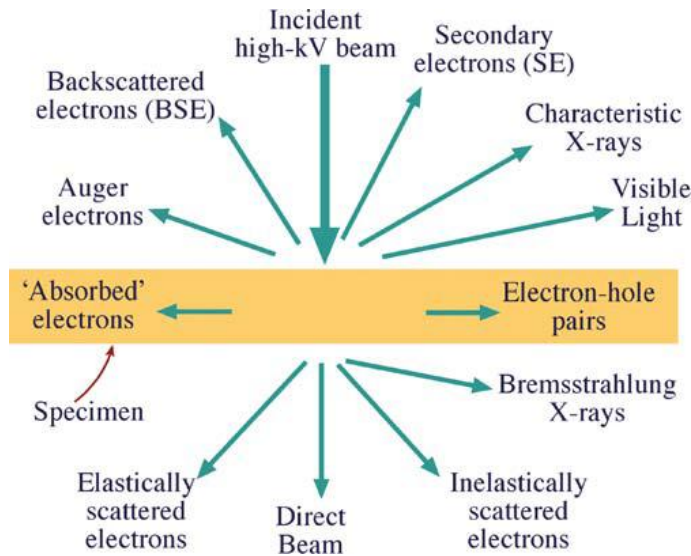 Incident
high-kV beam
Secondary
electrons (SE)
Backscattered
electrons (BSE)
Characteristic
X-rays
Auger
electrons
Visible
Light
‘Absorbed’
electrons
Electron-hole
pairs
Specimen
Bremsstrahlung
X-rays
Elastically
scattered
electrons
Direct
Beam
Inelastically
scattered
electrons